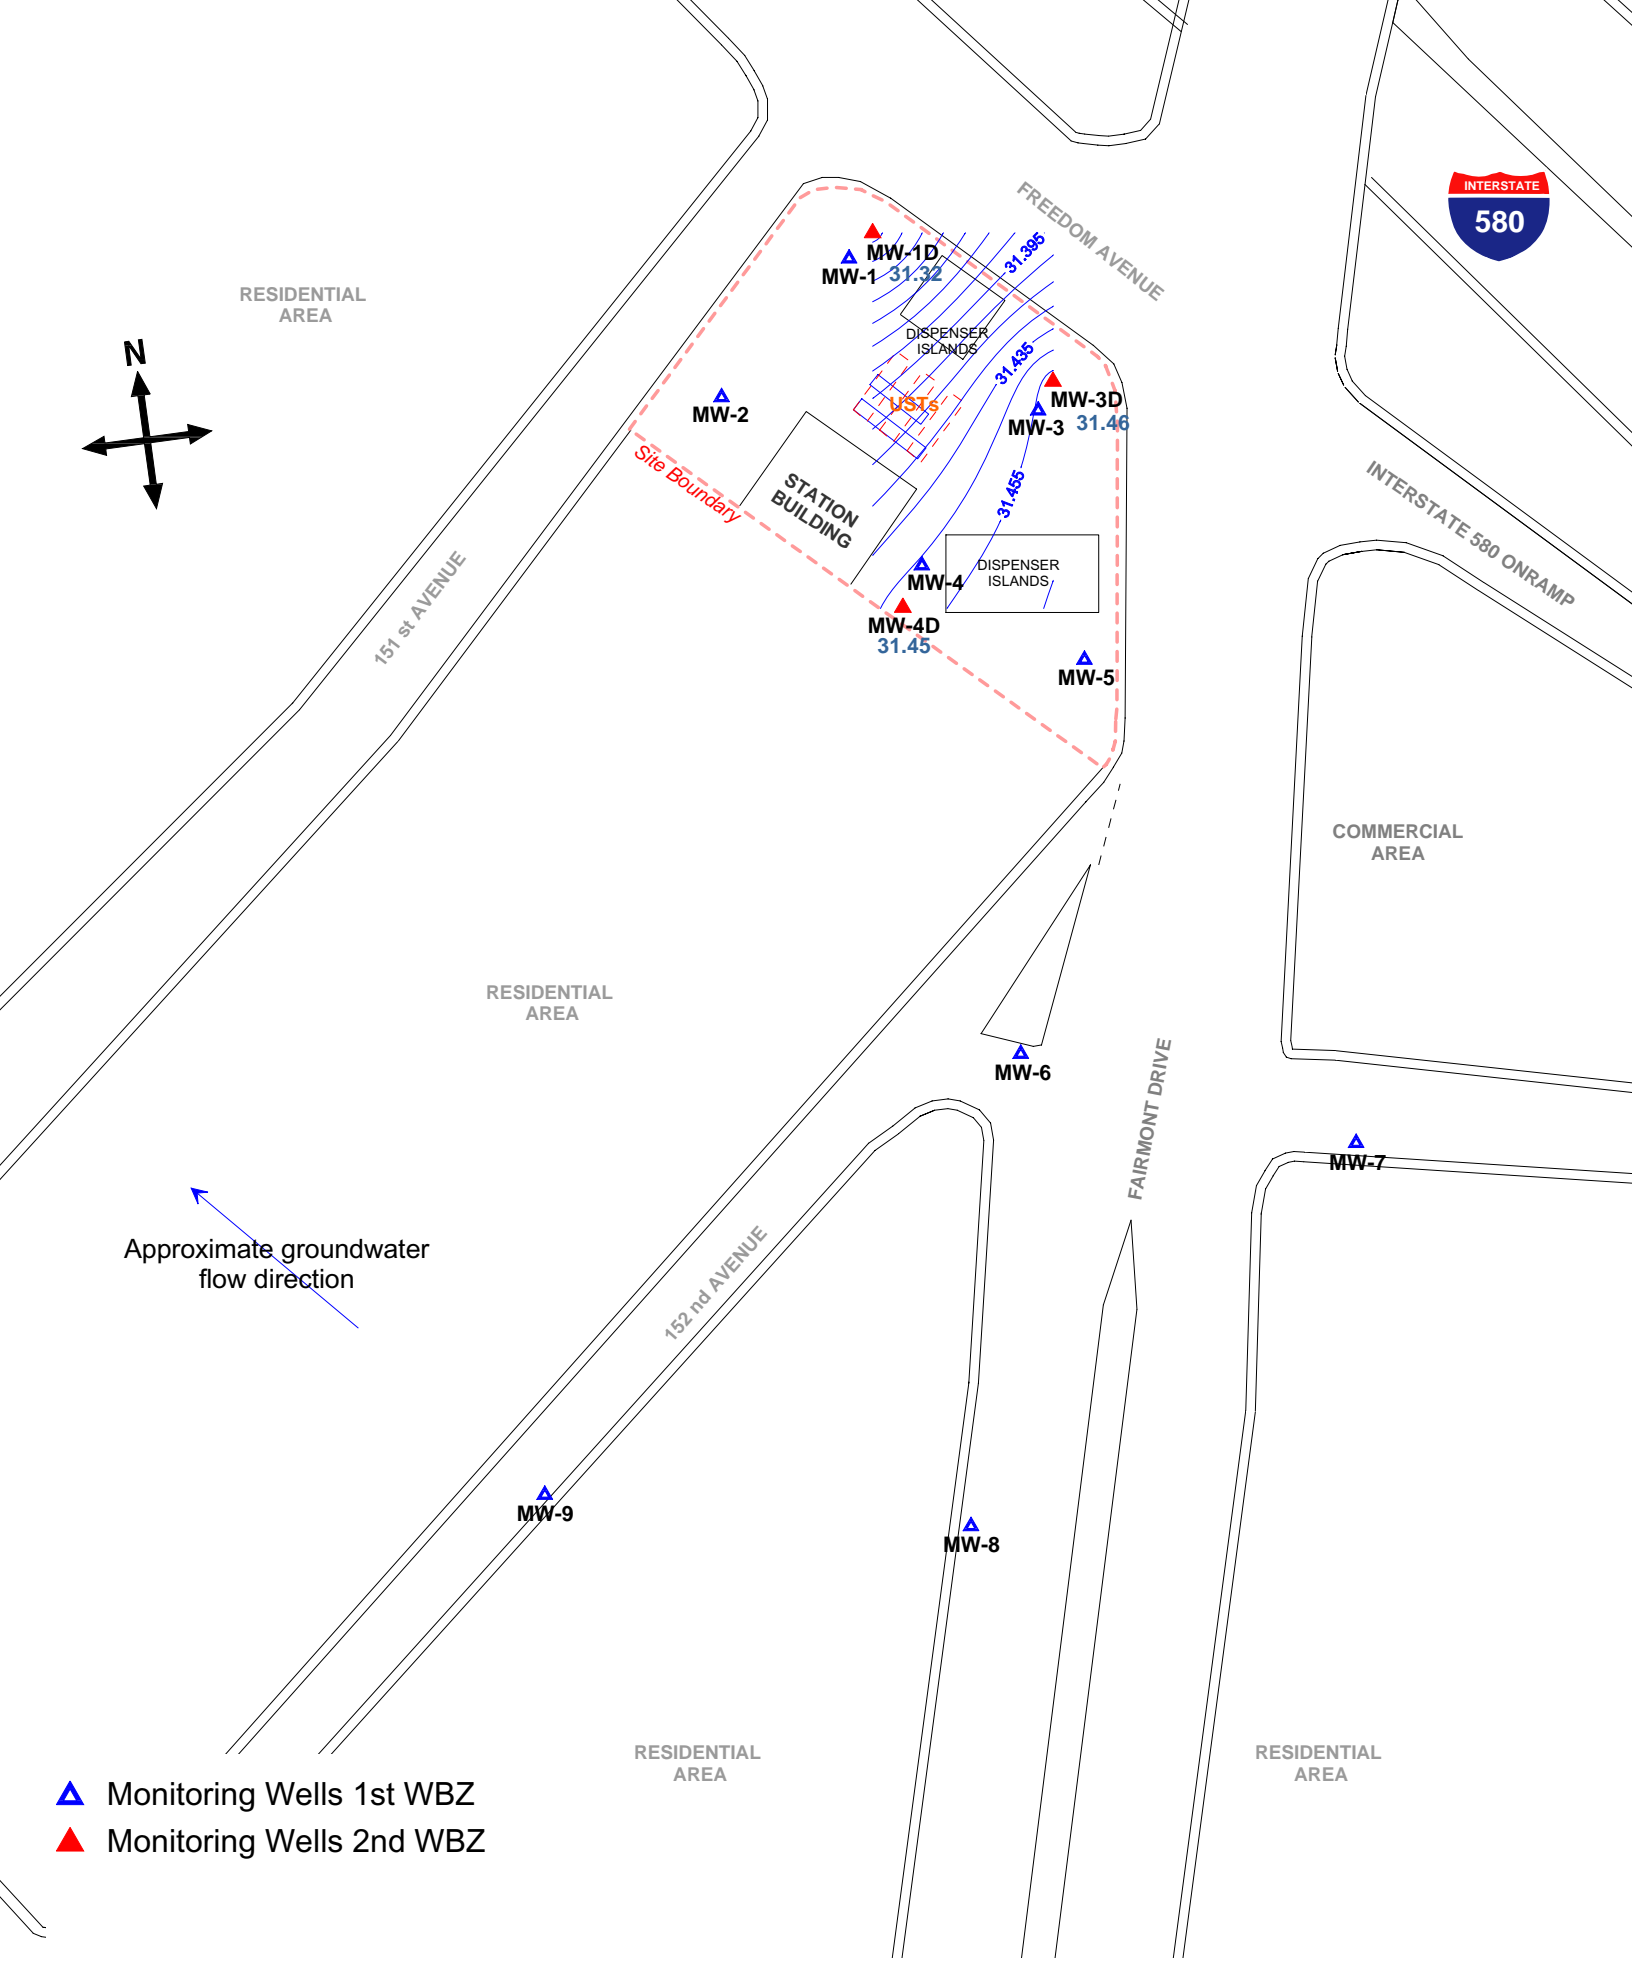 FREEDOM AVENUE
INTERSTATE
580
31.395
MW-1D
31.32
MW-1
RESIDENTIAL
AREA
N
DISPENSER
ISLANDS
31.435
MW-2
USTs
MW-3D
31.46
MW-3
Site Boundary
STATION
BUILDING
31.455
INTERSTATE 580 ONRAMP
DISPENSER
ISLANDS
MW-4
MW-4D
31.45
151 st AVENUE
MW-5
COMMERCIAL
AREA
RESIDENTIAL
AREA
MW-6
FAIRMONT DRIVE
MW-7
Approximate groundwater
flow direction
152 nd AVENUE
MW-9
MW-8
RESIDENTIAL
AREA
RESIDENTIAL
AREA
Monitoring Wells 1st WBZ
Monitoring Wells 2nd WBZ